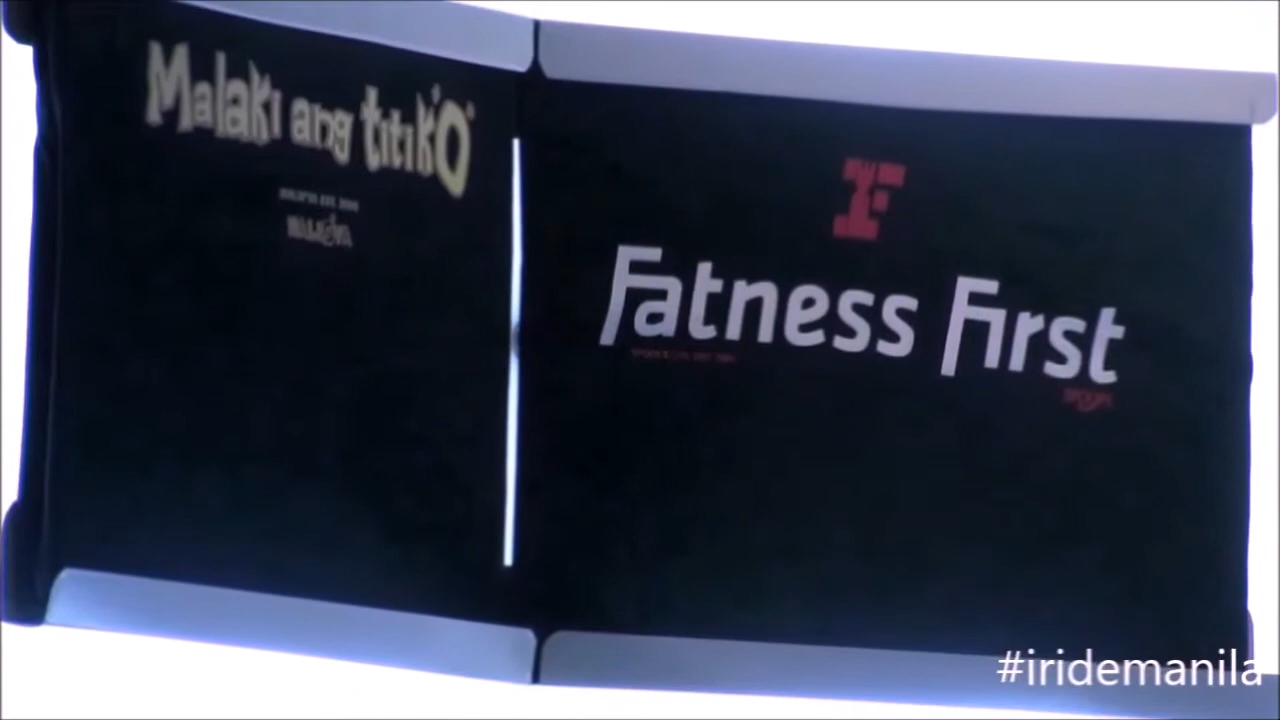 Malaki ang titiko
F
Fatness First
#iridemanila